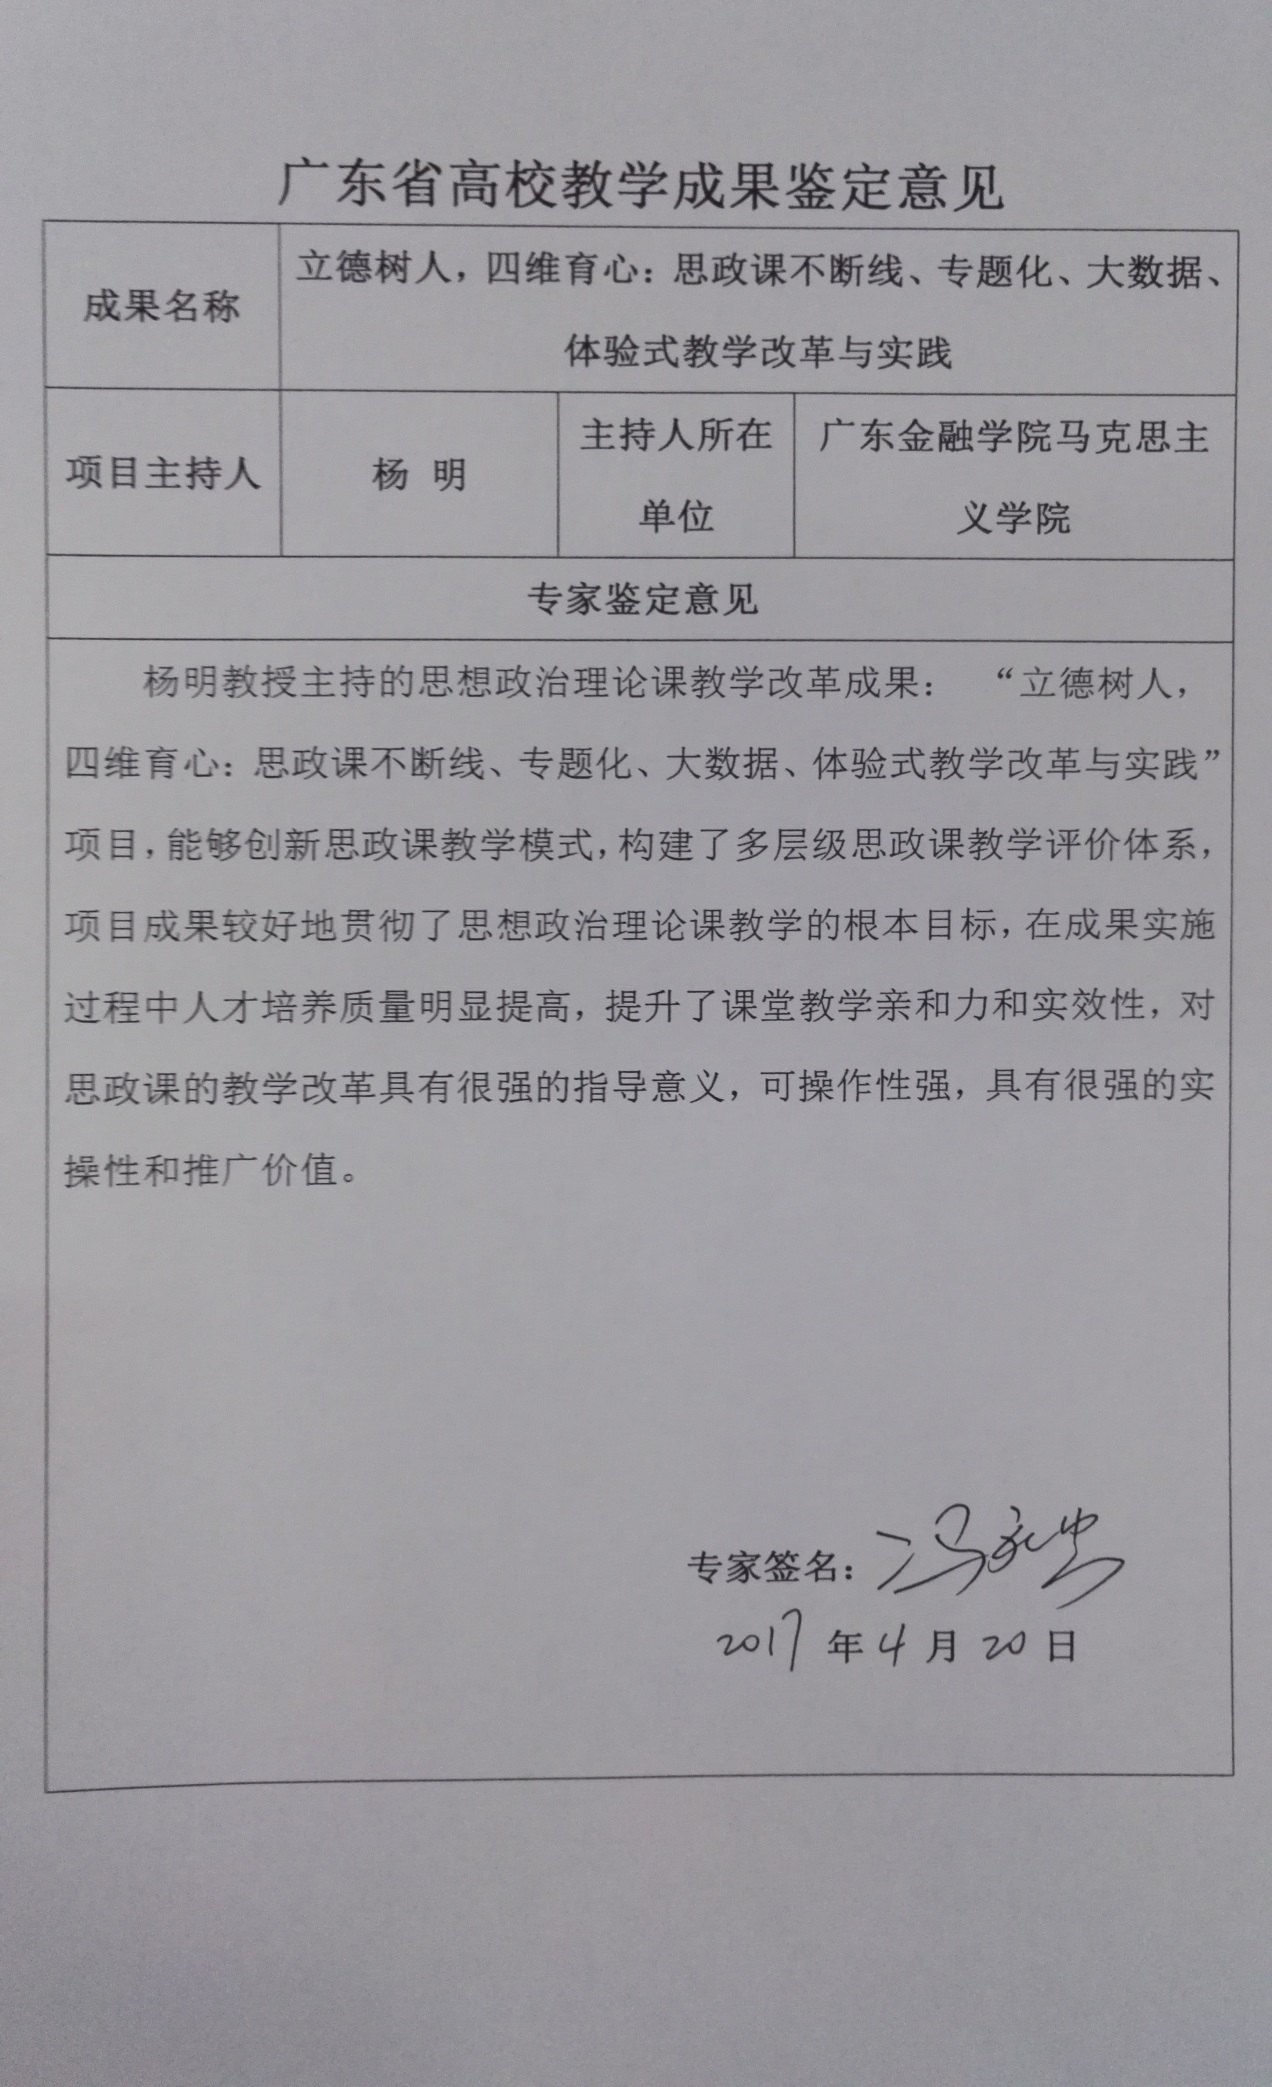 广东省高校教学成果鉴定意见
成果名称
立德树人，四维育心：思政课不断线、专题化、大数据、
体验式教学改革与实践
项目主持人
杨 明
主持人所在
单位
广东金融学院马克思主
义学院
专家鉴定意见
杨明教授主持的思想政治理论课教学改革成果： “立德树人，
四维育心：思政课不断线、专题化、大数据、体验式教学改革与实践”
项目，能够创新思政课教学模式，构建了多层级思政课教学评价体系，
项目成果较好地贯彻了思想政治理论课教学的根本目标，在成果实施
过程中人才培养质量明显提高，提升了课堂教学亲和力和实效性，对
思政课的教学改革具有很强的指导意义，可操作性强，具有很强的实
操性和推广价值。
专家签名：冯
2017 年 4 月 20 日